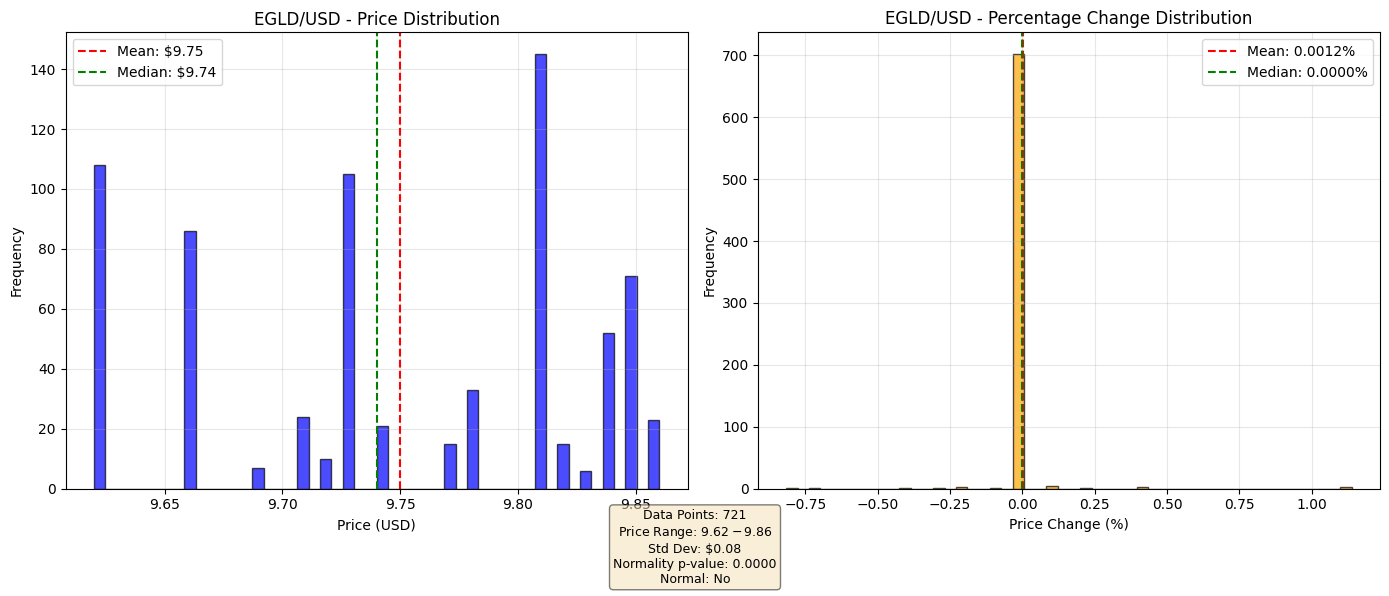 EGLD/USD - Price Distribution
Mean: $9.75
Median: $9.74
140
120
100
80
60
40
20
0
Frequency
9.65
9.70
9.75
9.80
9.85
Price (USD)
EGLD/USD - Percentage Change Distribution
Mean: 0.0012%
Median: 0.0000%
700
600
500
400
300
200
100
0
Frequency
−0.75
−0.50
−0.25
0.00
0.25
0.50
0.75
1.00
Price Change (%)
Data Points: 721
Price Range: 9.62 − 9.86
Std Dev: $0.08
Normality p-value: 0.0000
Normal: No